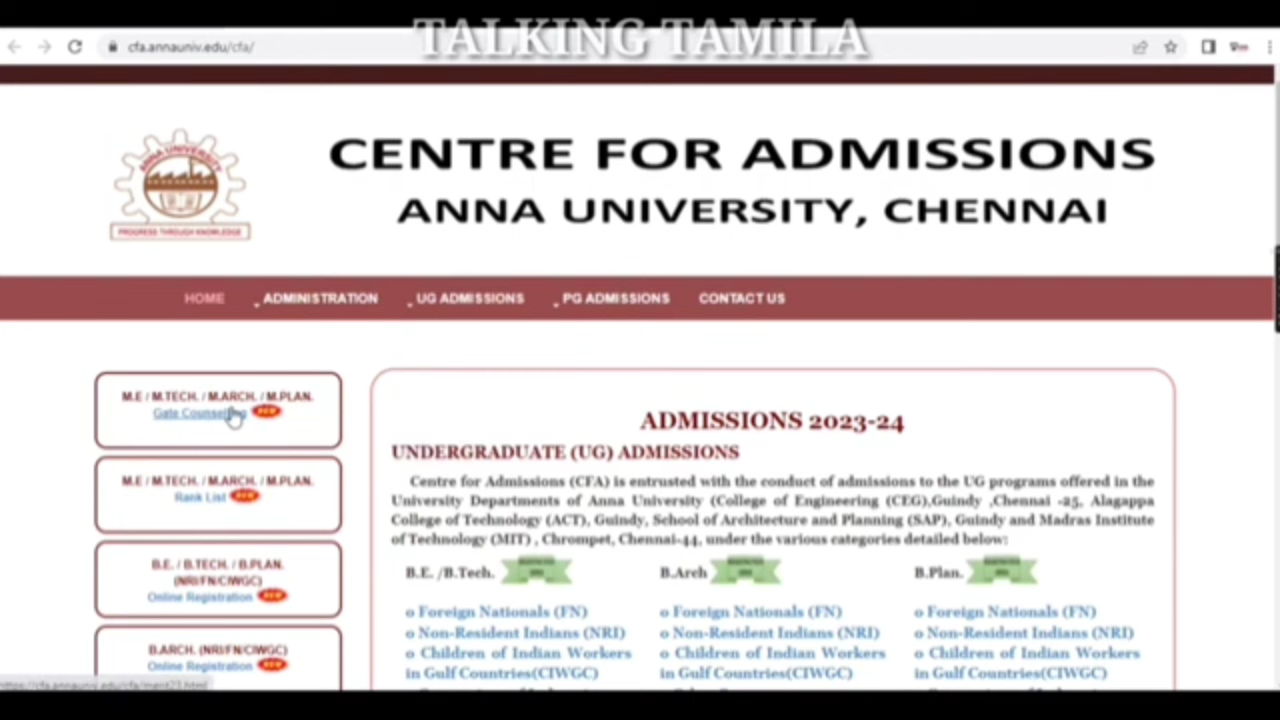 TALKING TAMILA
cfa.annauniv.edu/cfa/
ANNA UNIVERSITY
PROGRESS THROUGH KNOWLEDGE
CENTRE FOR ADMISSIONS
ANNA UNIVERSITY, CHENNAI
HOME ADMINISTRATION UG ADMISSIONS PG ADMISSIONS CONTACT US
M.E / M.TECH. / M.ARCH. / M.PLAN.
Gate Counselling
M.E / M.TECH. / M.ARCH. / M.PLAN.
Rank List
B.E. / B.TECH. / B.PLAN.
(NRI/FN/CIWGC)
Online Registration
B.ARCH. (NRI/FN/CIWGC)
Online Registration
ADMISSIONS 2023-24
UNDERGRADUATE (UG) ADMISSIONS
Centre for Admissions (CFA) is entrusted with the conduct of admissions to the UG programs offered in the
University Departments of Anna University (College of Engineering (CEG),Guindy ,Chennai -25, Alagappa
College of Technology (ACT), Guindy, School of Architecture and Planning (SAP), Guindy and Madras Institute
of Technology (MIT) , Chrompet, Chennai-44, under the various categories detailed below:
B.E. /B.Tech. B.Arch B.Plan.
o Foreign Nationals (FN) o Foreign Nationals (FN) o Foreign Nationals (FN)
o Non-Resident Indians (NRI) o Non-Resident Indians (NRI) o Non-Resident Indians (NRI)
o Children of Indian Workers o Children of Indian Workers o Children of Indian Workers
in Gulf Countries(CIWGC) in Gulf Countries(CIWGC) in Gulf Countries(CIWGC)